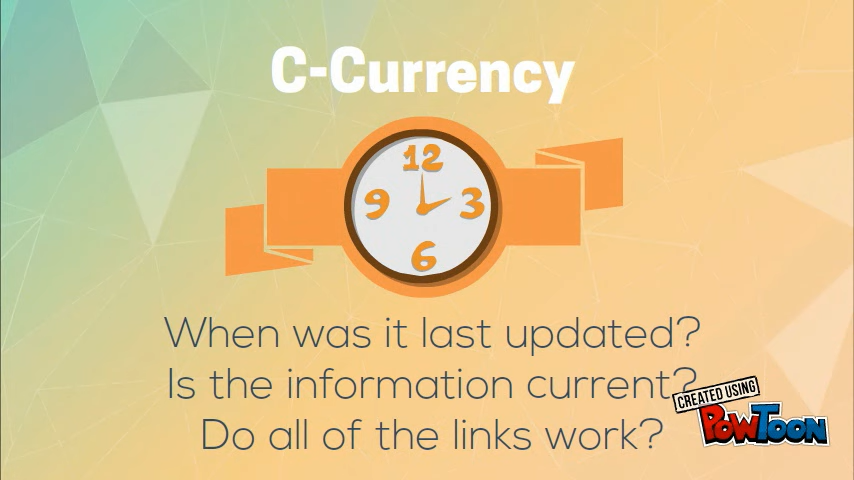 C-Currency
12
9 3
6
When was it last updated?
Is the information current?
Do all of the links work?
CREATED USING
POWTOON